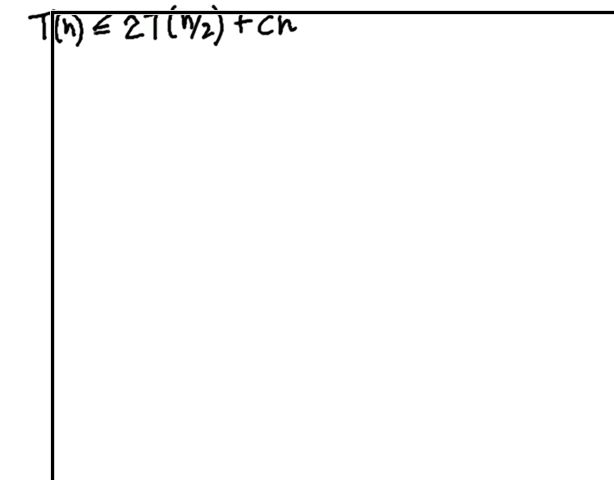 T(n) ≤ 2T(n/2) + cn